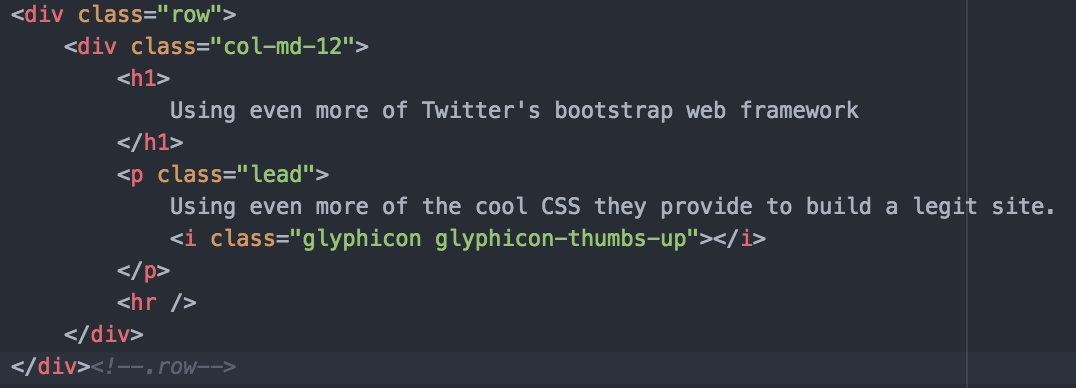 <div class="row">
    <div class="col-md-12">
        <h1>
            Using even more of Twitter's bootstrap web framework
        </h1>
        <p class="lead">
            Using even more of the cool CSS they provide to build a legit site.
            <i class="glyphicon glyphicon-thumbs-up"></i>
        </p>
        <hr />
    </div>
</div><!--.row-->